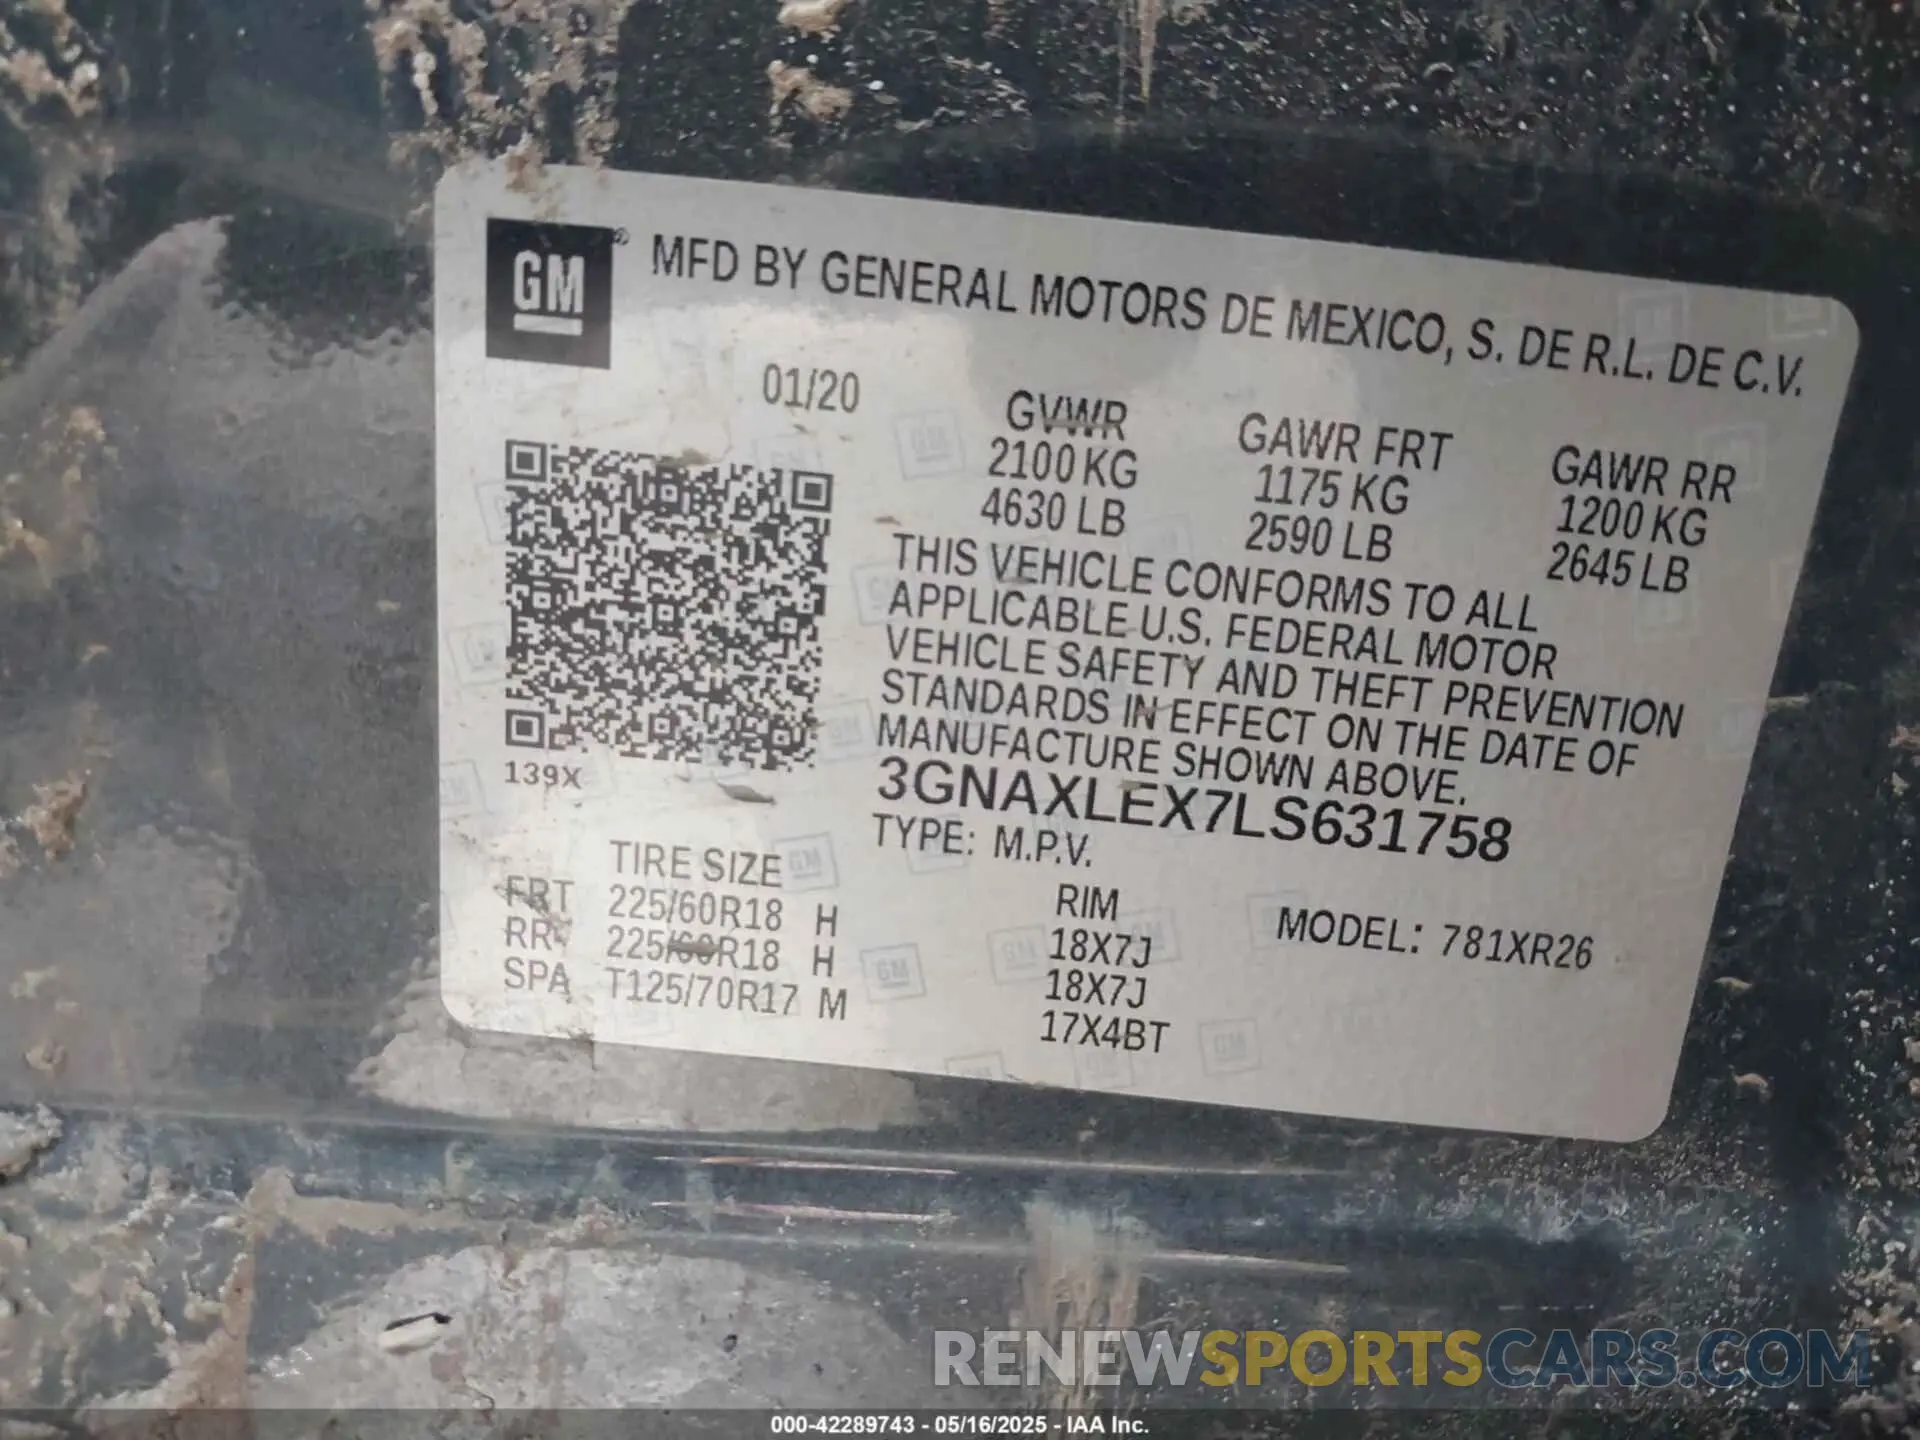 GM ® MFD BY GENERAL MOTORS DE MEXICO, S. DE R.L. DE C.V.
01/20
GVWR GAWR FRT GAWR RR
2100 KG 1175 KG 1200 KG
4630 LB 2590 LB 2645 LB
THIS VEHICLE CONFORMS TO ALL
APPLICABLE U.S. FEDERAL MOTOR
VEHICLE SAFETY AND THEFT PREVENTION
STANDARDS IN EFFECT ON THE DATE OF
MANUFACTURE SHOWN ABOVE.
139X
3GNAXLEX7LS631758
TYPE: M.P.V.
TIRE SIZE RIM
FRT 225/60R18 H 18X7J MODEL: 781XR26
RR 225/60R18 H 18X7J
SPA T125/70R17 M 17X4BT
RENEWSPORTSCARS.COM
000-42289743 - 05/16/2025 - IAA Inc.